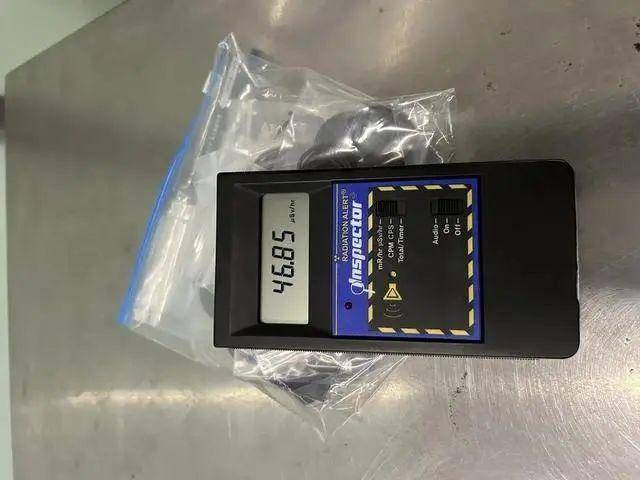 46.85 µSv/hr
RADIATION ALERT®
Inspector
mR/hr µSv/hr
CPM CPS
Total/Timer
Audio
On
Off